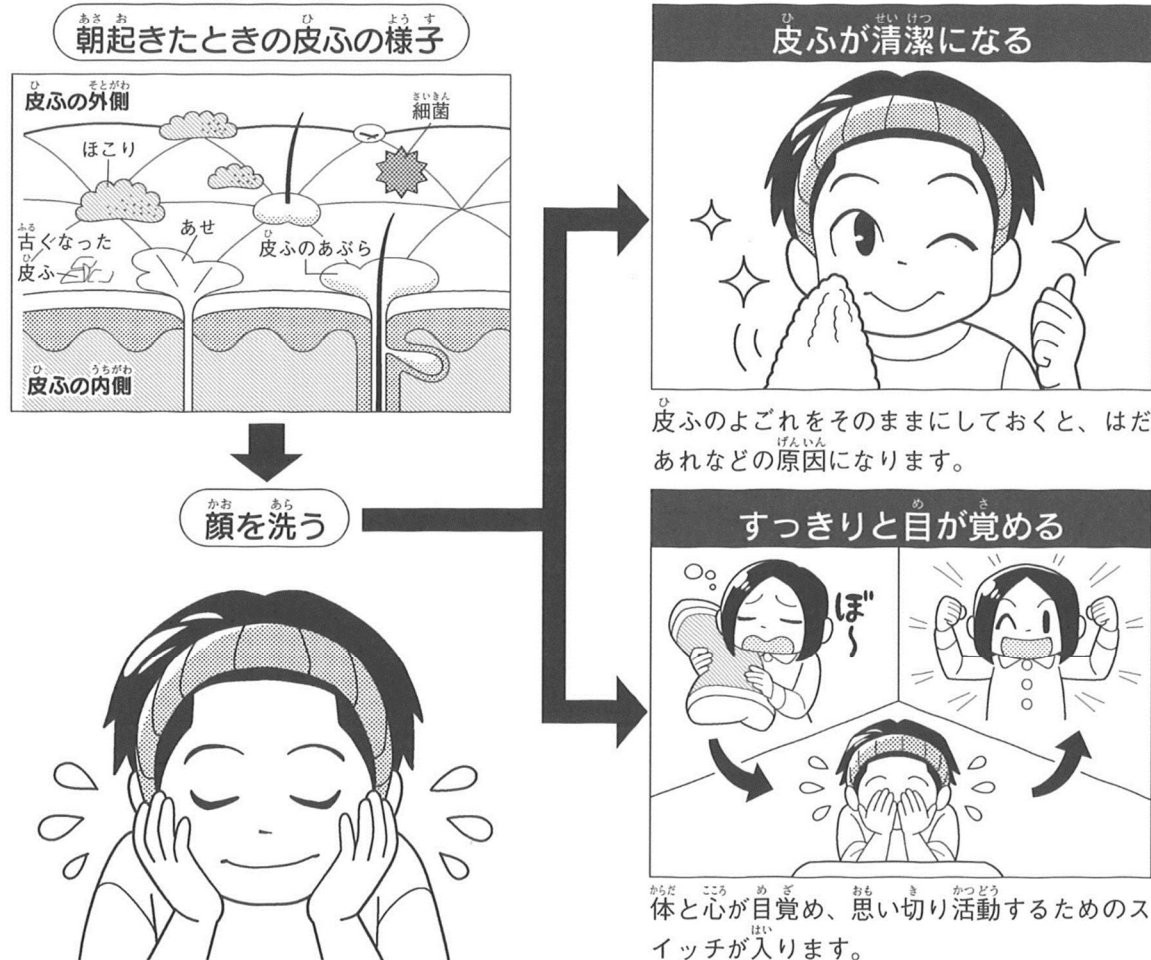 朝起きたときの皮ふの様子
皮ふの外側
細菌
ほこり
古くなった
皮ふ
あせ
皮ふのあぶら
皮ふの内側
顔を洗う
皮ふが清潔になる
皮ふのよごれをそのままにしておくと、はだ
あれなどの原因になります。
すっきりと目が覚める
ぼ〜
体と心が目覚め、思い切り活動するためのス
イッチが入ります。